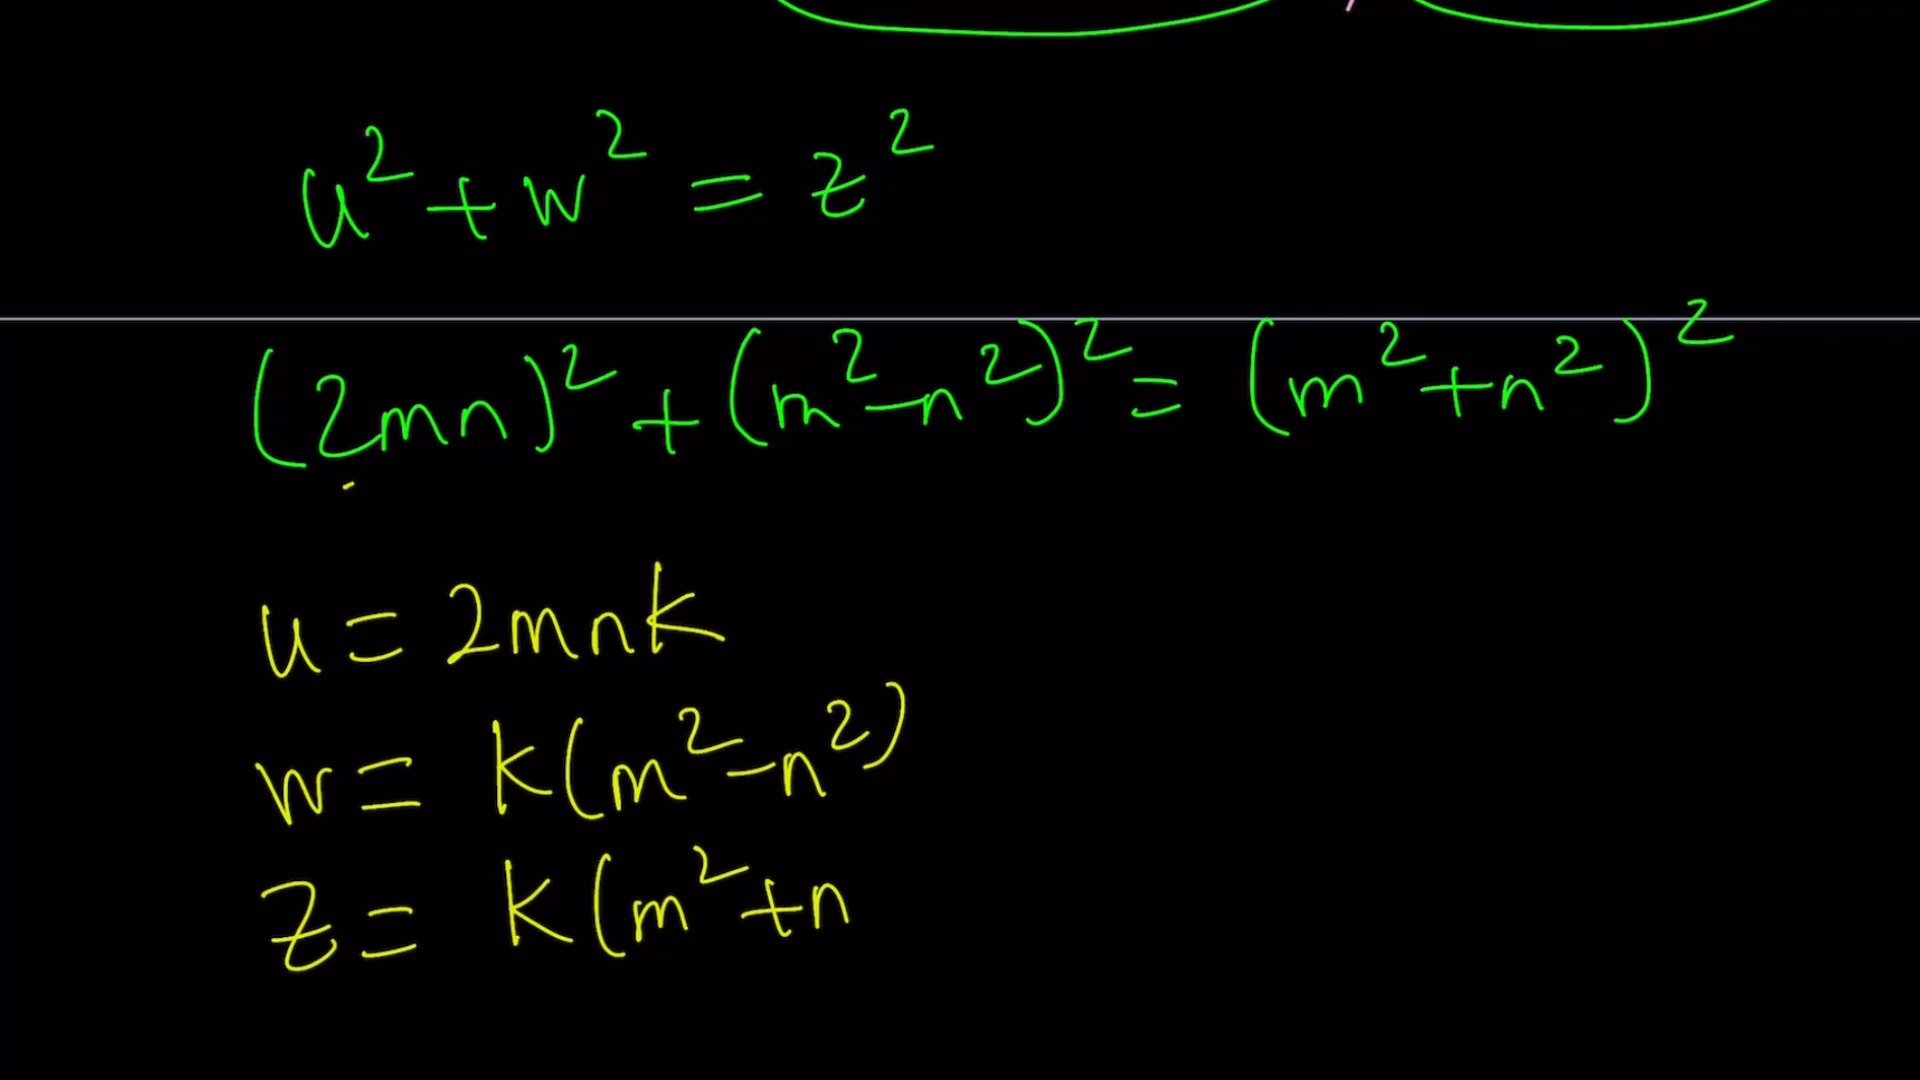 u² + w² = z²
(2mn)² + (m² - n²)² = (m² + n²)²
u = 2mnk
w = k(m² - n²)
z = k(m² + n